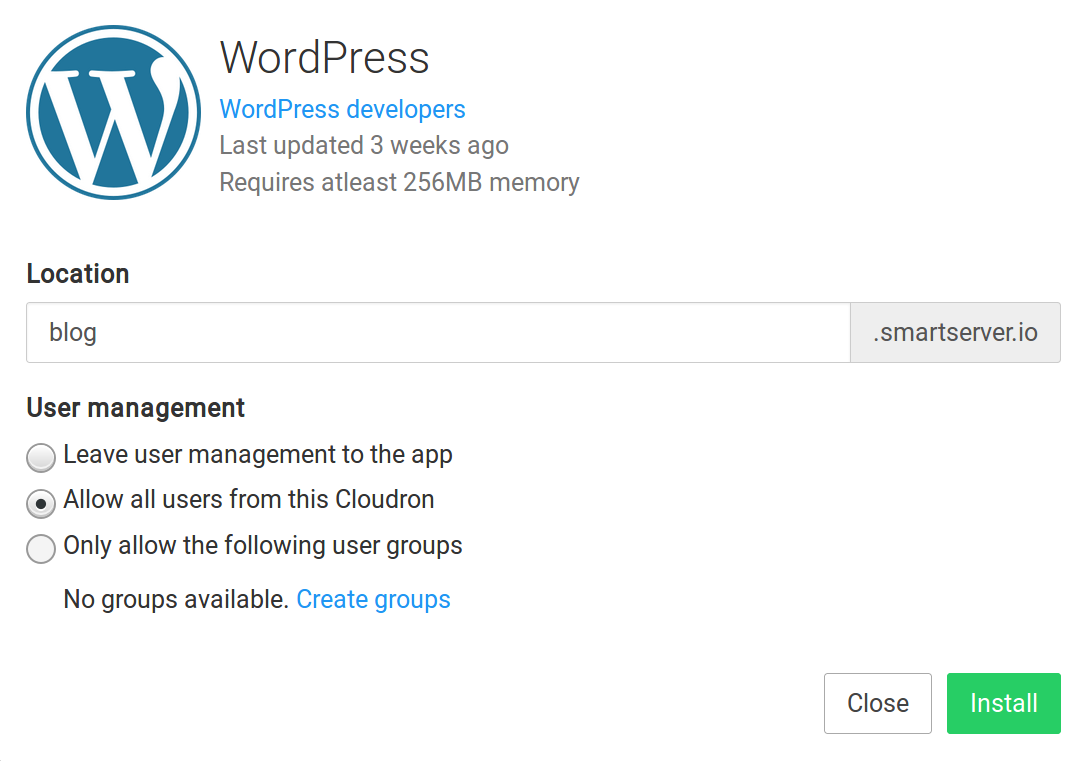 WordPress
WordPress developers
Last updated 3 weeks ago
Requires atleast 256MB memory
Location
blog .smartserver.io
User management
Leave user management to the app
Allow all users from this Cloudron
Only allow the following user groups
No groups available. Create groups
Close Install